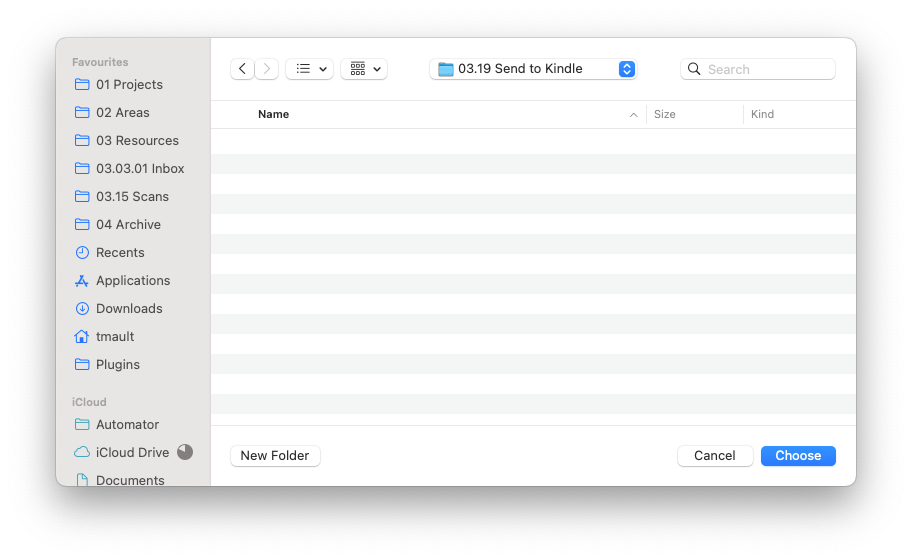 Favourites
01 Projects
02 Areas
03 Resources
03.03.01 Inbox
03.15 Scans
04 Archive
Recents
Applications
Downloads
tmault
Plugins
iCloud
Automator
iCloud Drive
Documents
03.19 Send to Kindle
Search
Name
Size
Kind
New Folder
Cancel
Choose